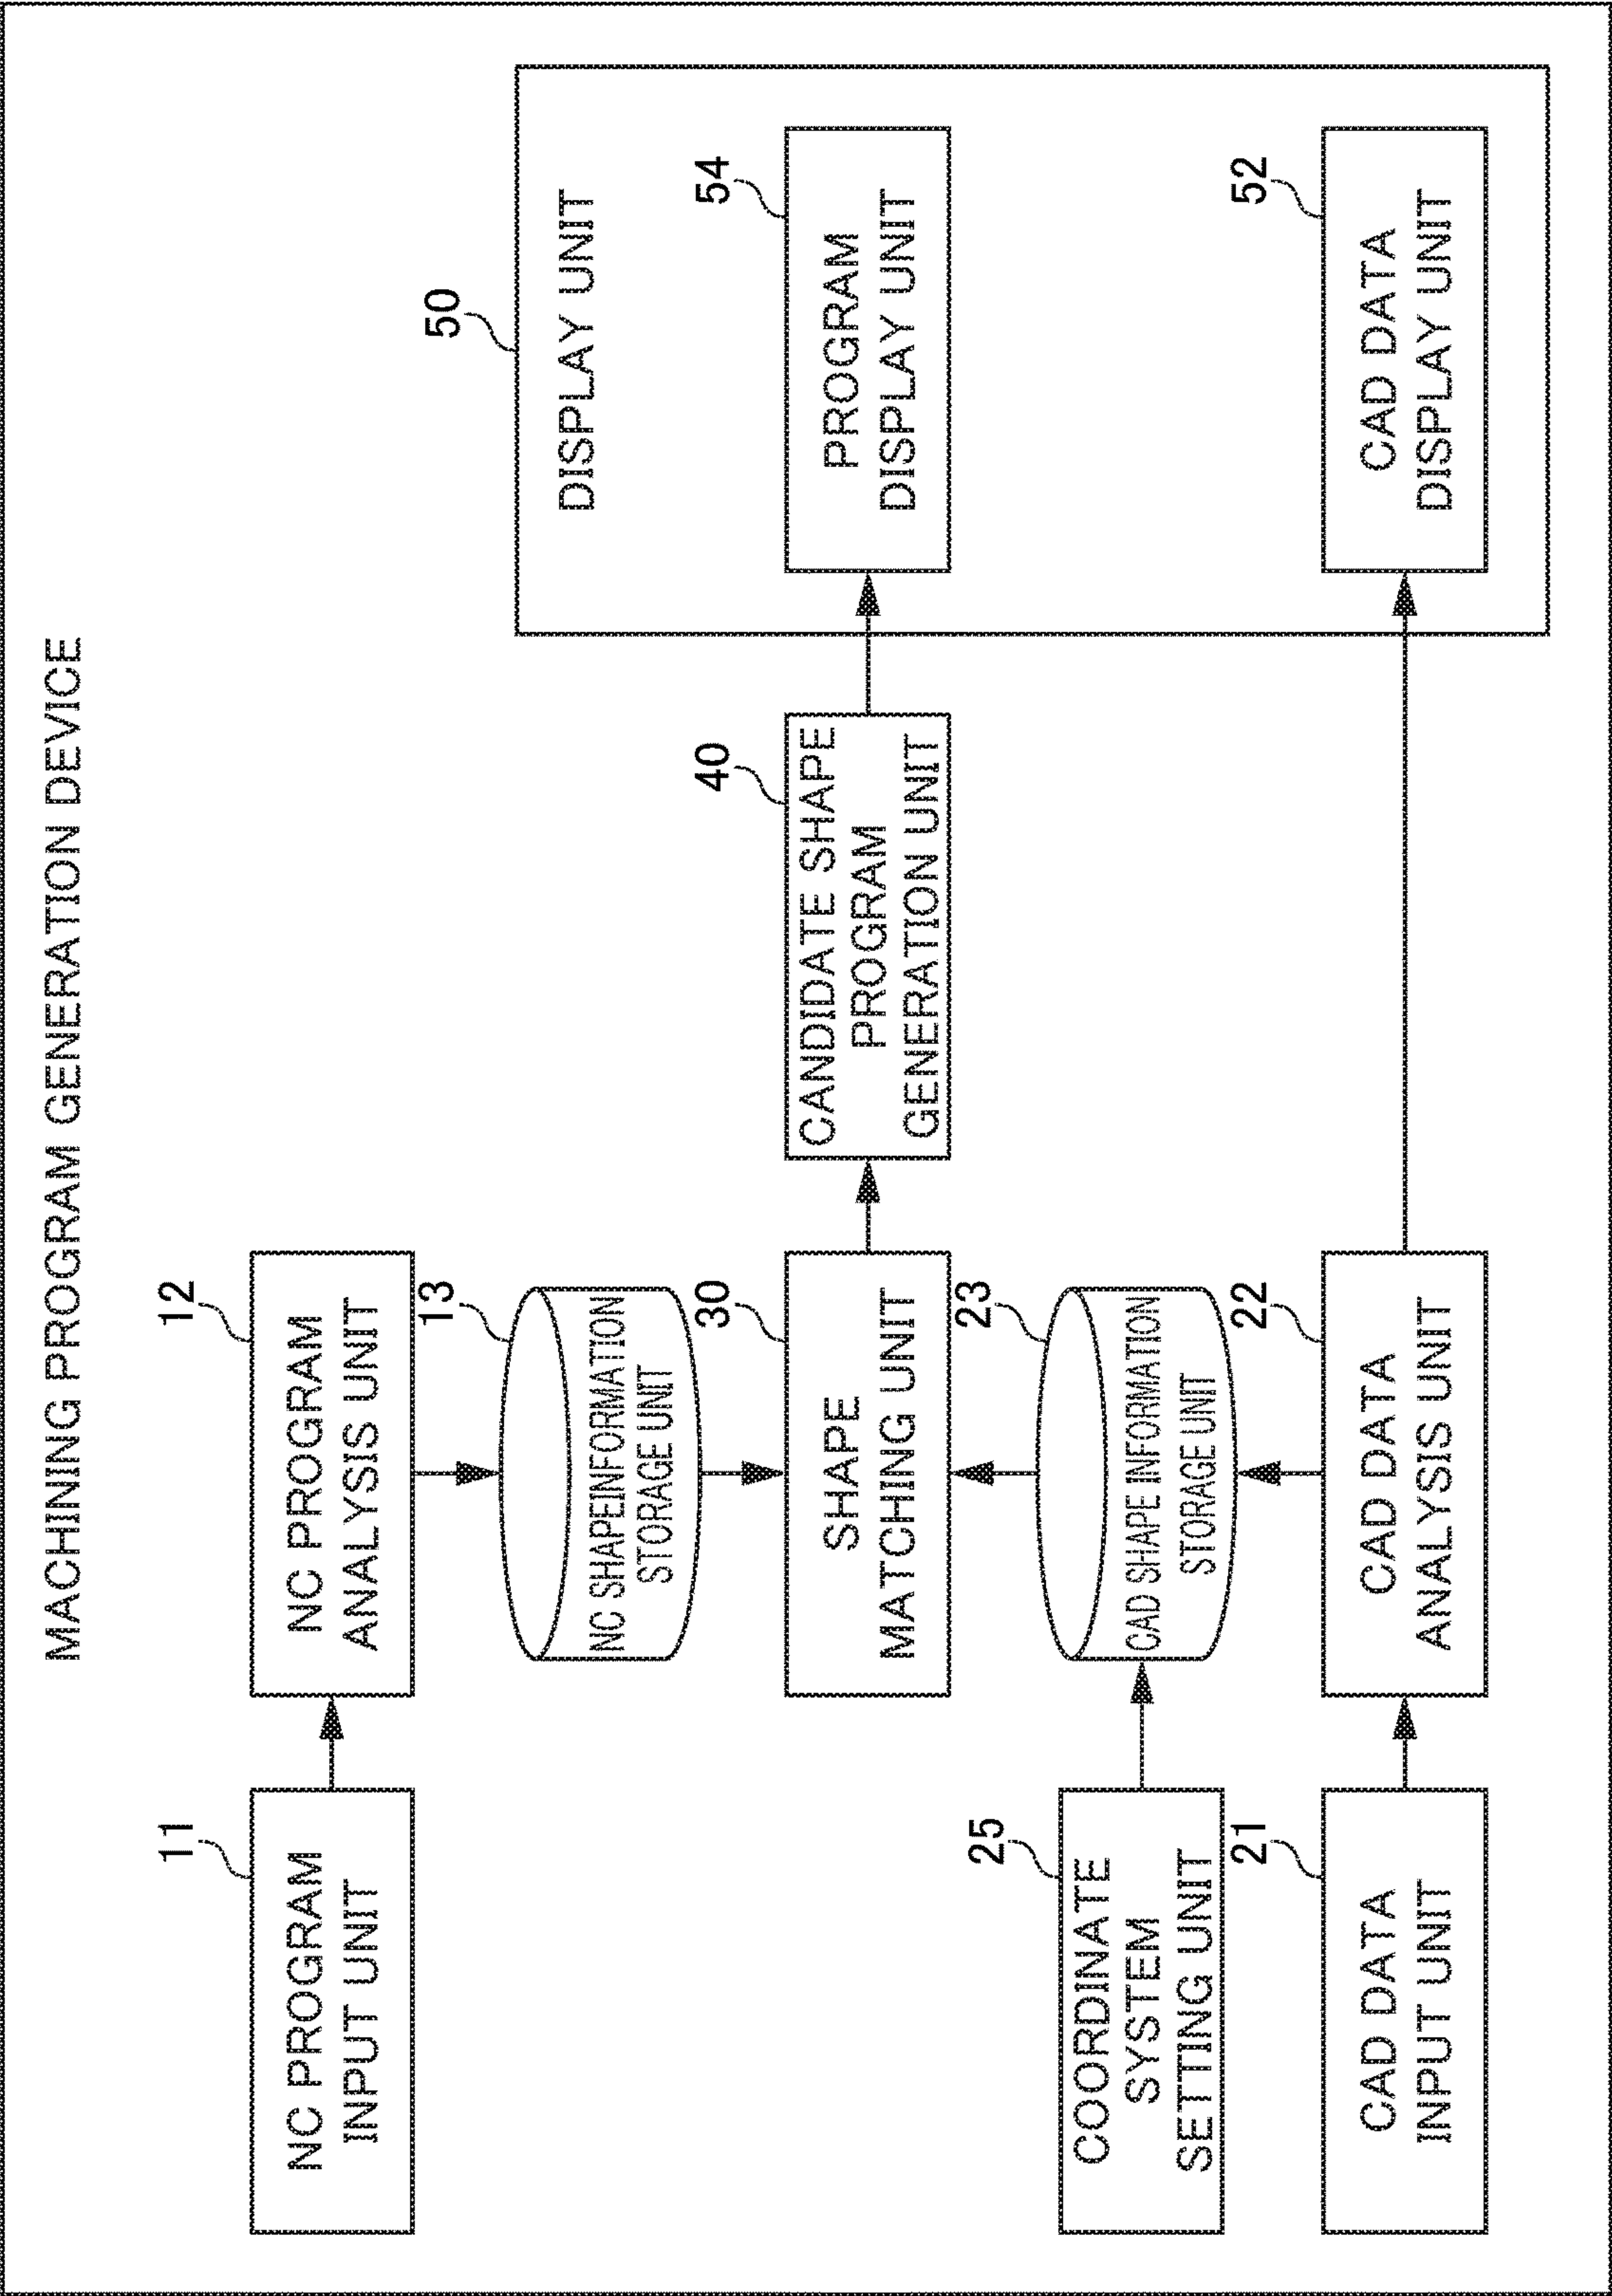 MACHINING PROGRAM GENERATION DEVICE
11
NC PROGRAM
INPUT UNIT
12
NC PROGRAM
ANALYSIS UNIT
13
NC SHAPEINFORMATION
STORAGE UNIT
30
SHAPE
MATCHING UNIT
40
CANDIDATE SHAPE
PROGRAM
GENERATION UNIT
50
DISPLAY UNIT
54
PROGRAM
DISPLAY UNIT
25
COORDINATE
SYSTEM
SETTING UNIT
23
CAD SHAPE INFORMATION
STORAGE UNIT
21
CAD DATA
INPUT UNIT
22
CAD DATA
ANALYSIS UNIT
52
CAD DATA
DISPLAY UNIT